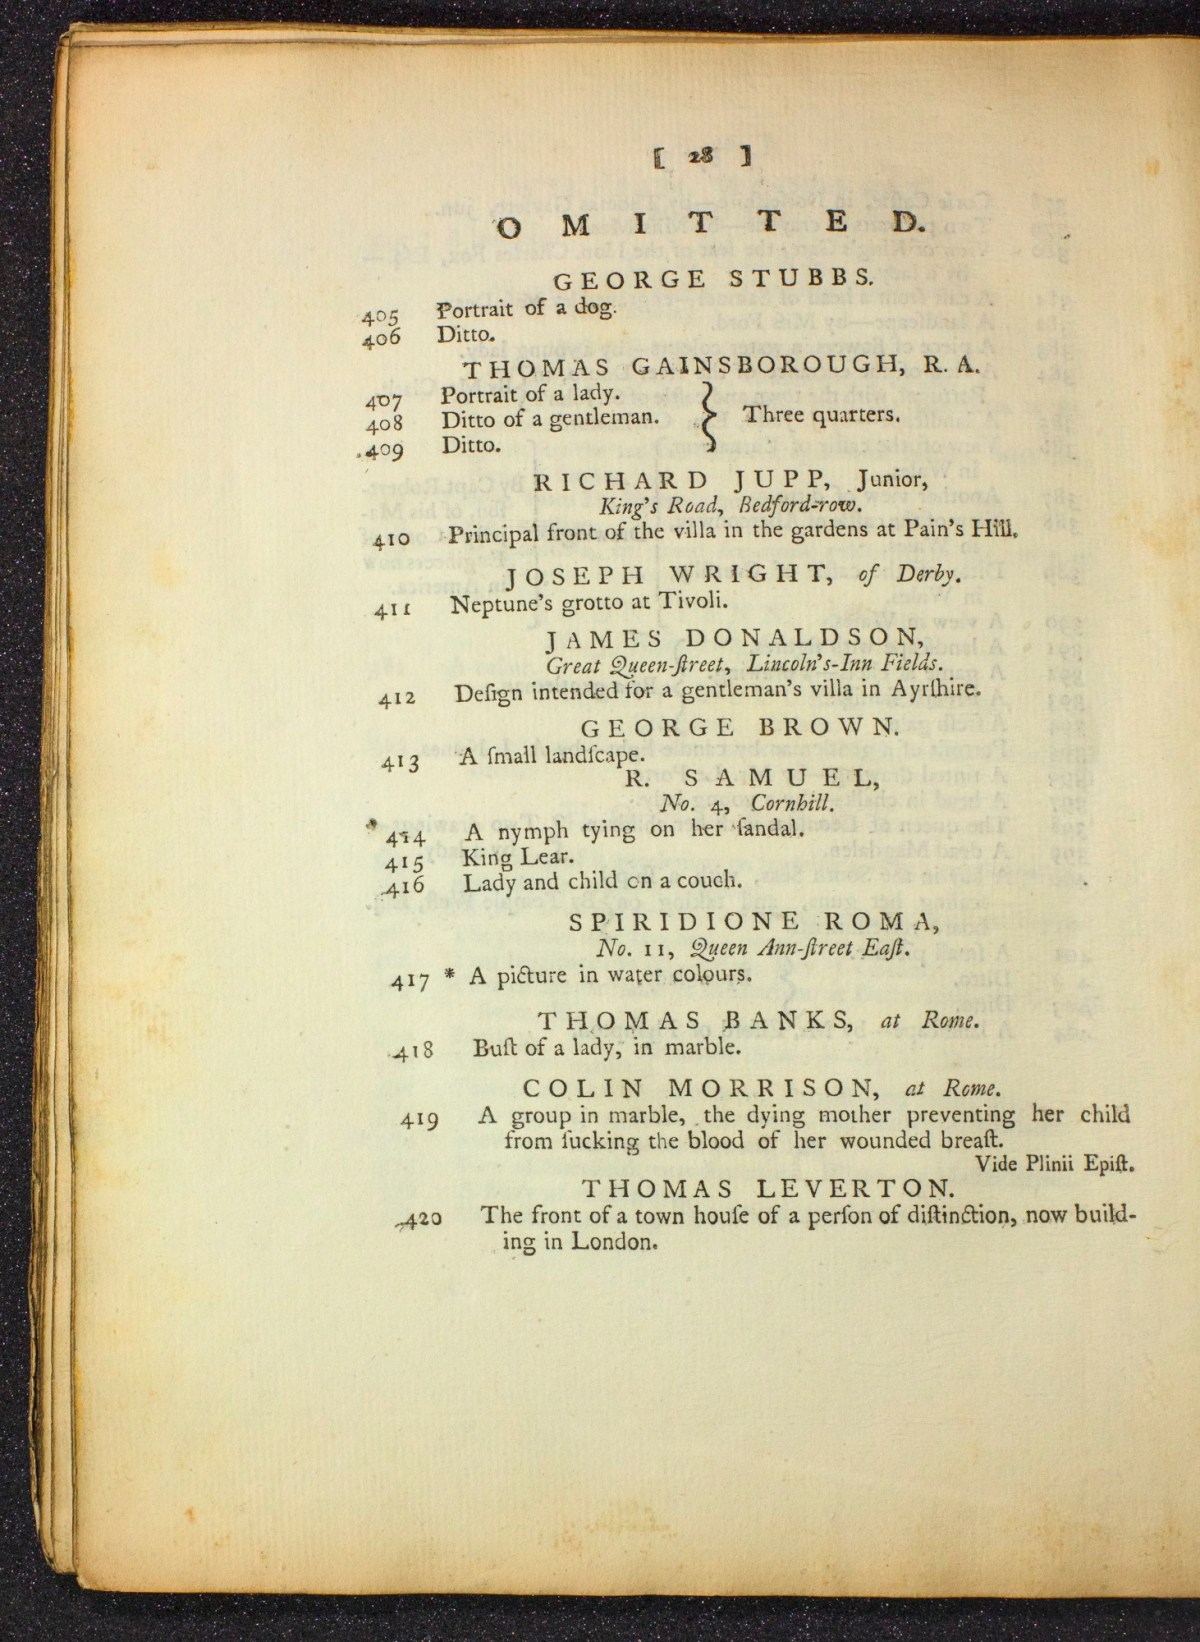 [ 28 ]
OMITTED.
GEORGE STUBBS.
405 Portrait of a dog.
406 Ditto.
THOMAS GAINSBOROUGH, R. A.
407 Portrait of a lady.
408 Ditto of a gentleman. } Three quarters.
409 Ditto.
RICHARD JUPP, Junior,
King's Road, Bedford-row.
410 Principal front of the villa in the gardens at Pain's Hill.
JOSEPH WRIGHT, of Derby.
411 Neptune's grotto at Tivoli.
JAMES DONALDSON,
Great Queen-ſtreet, Lincoln's-Inn Fields.
412 Deſign intended for a gentleman's villa in Ayrſhire.
GEORGE BROWN.
413 A ſmall landſcape.
R. SAMUEL,
No. 4, Cornhill.
414 A nymph tying on her ſandal.
415 King Lear.
416 Lady and child on a couch.
SPIRIDIONE ROMA,
No. 11, Queen Ann-ſtreet Eaſt.
417 * A picture in water colours.
THOMAS BANKS, at Rome.
418 Buſt of a lady, in marble.
COLIN MORRISON, at Rome.
419 A group in marble, the dying mother preventing her child
from ſucking the blood of her wounded breaſt.
Vide Plinii Epiſt.
THOMAS LEVERTON.
420 The front of a town houſe of a perſon of diſtinction, now build-
ing in London.